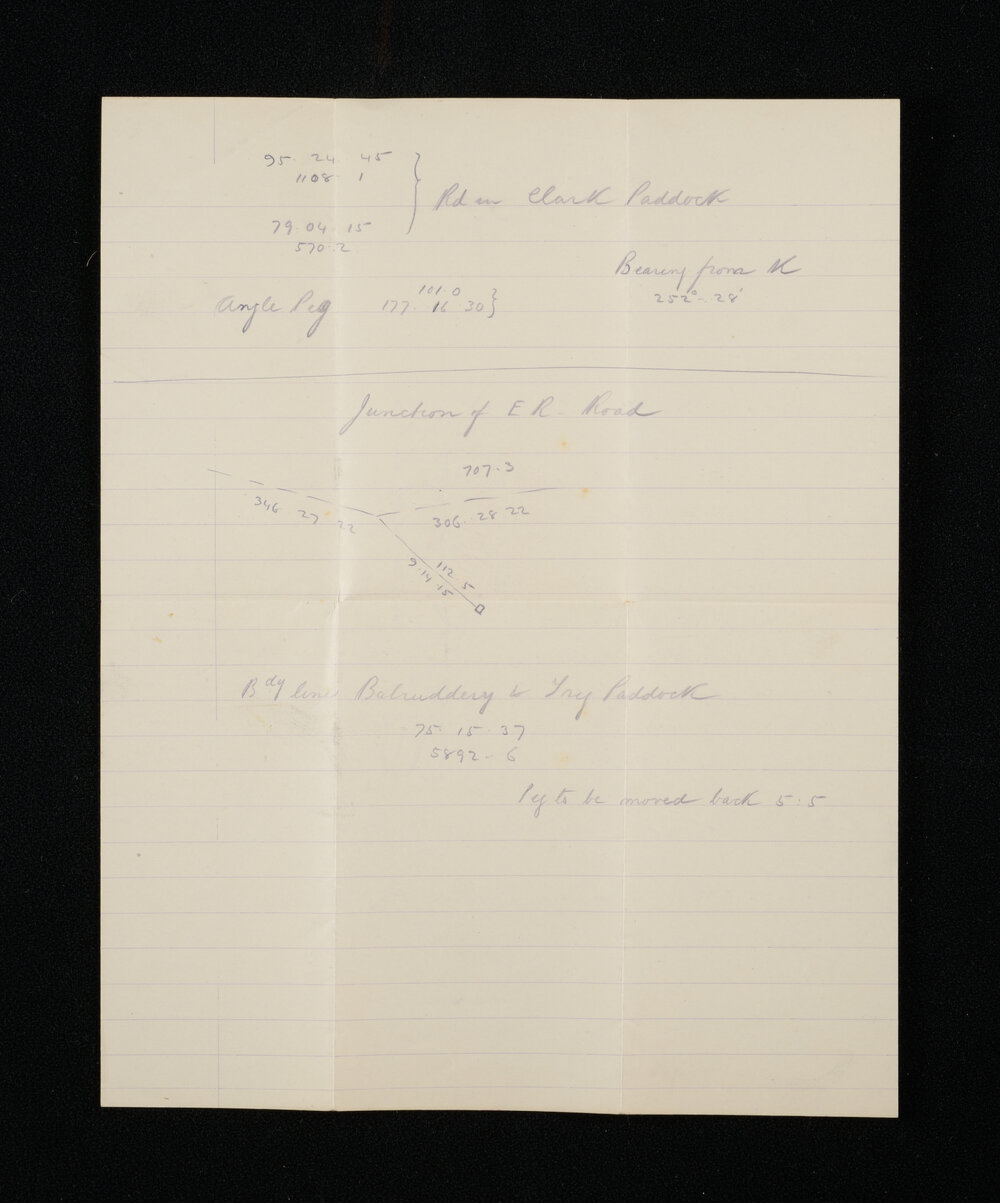 95. 24. 45
1108. 1
Rd in Clark Paddock
79. 04. 15
570. 2
Bearing from K
252°. 28'
Angle Peg
101. 0
177. 16. 30
Junction of E R. Road
707. 3
346. 27. 22
306. 28 22
112. 5
9. 14. 15
Bdy line Balruddery & Paddock
75. 15. 37
5892. 6
Peg to be moved back 5.5